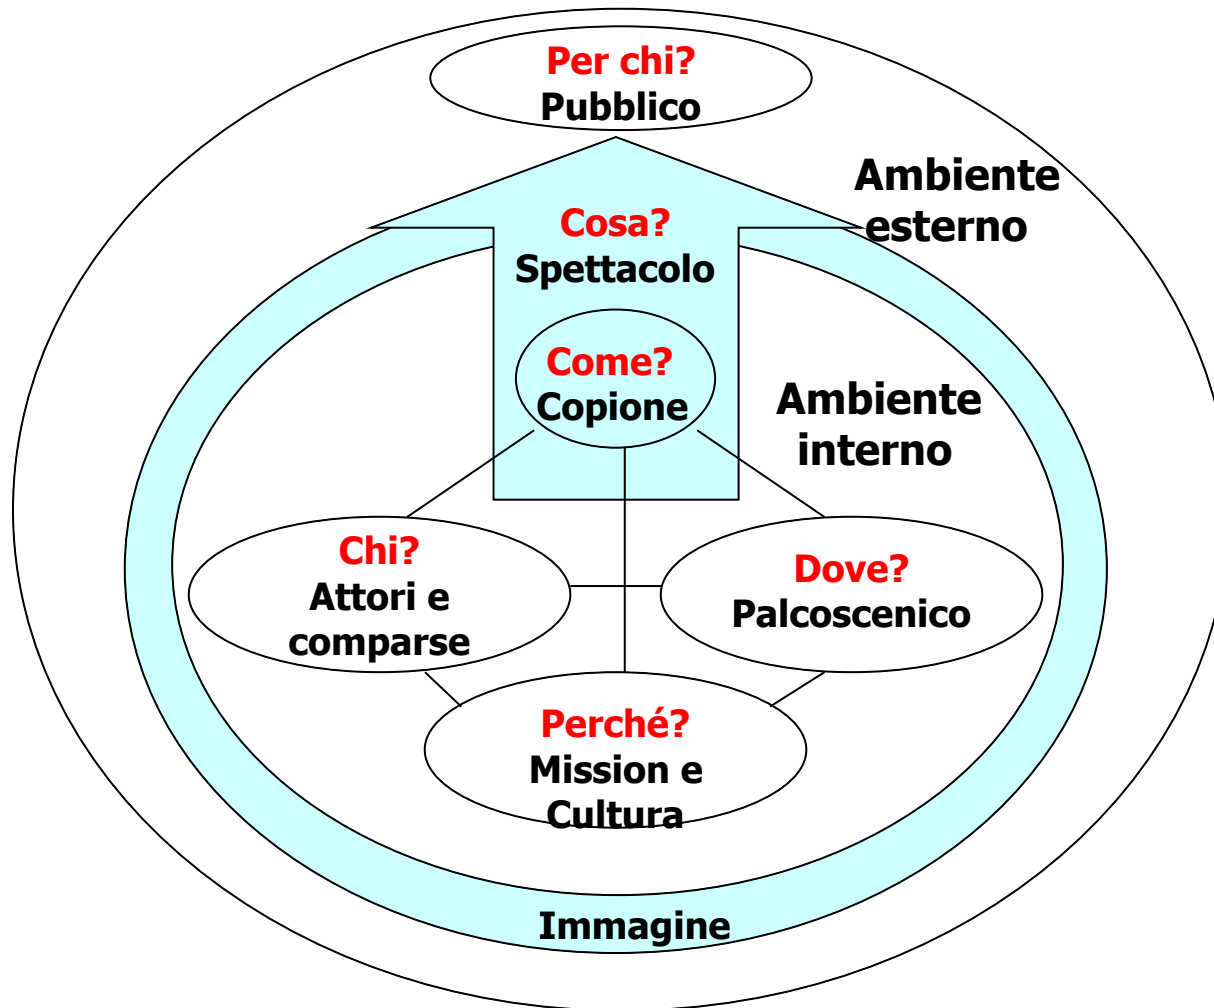 Per chi?
Pubblico
Ambiente
esterno
Cosa?
Spettacolo
Come?
Copione
Ambiente
interno
Chi?
Attori e
comparse
Dove?
Palcoscenico
Perché?
Mission e
Cultura
Immagine